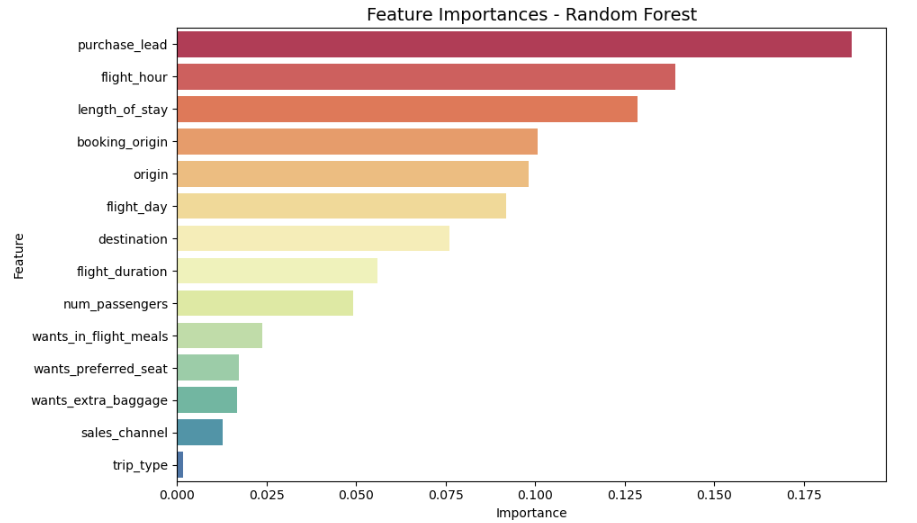 Feature Importances - Random Forest
purchase_lead
flight_hour
length_of_stay
booking_origin
origin
flight_day
destination
flight_duration
num_passengers
wants_in_flight_meals
wants_preferred_seat
wants_extra_baggage
sales_channel
trip_type
Feature
0.000 0.025 0.050 0.075 0.100 0.125 0.150 0.175
Importance